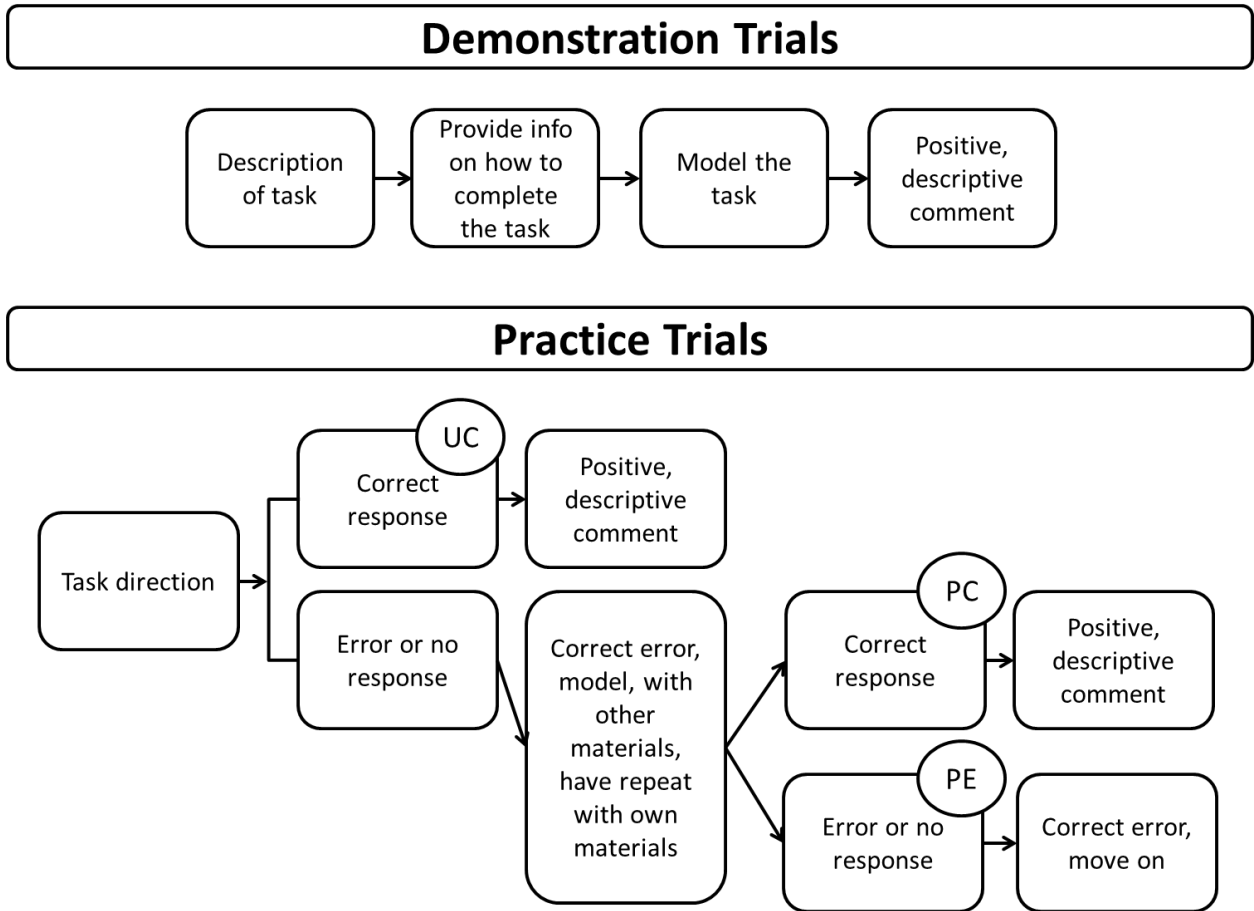 Demonstration Trials
Description
of task
Provide info
on how to
complete
the task
Model the
task
Positive,
descriptive
comment
Practice Trials
Task direction
UC
Correct
response
Positive,
descriptive
comment
Error or no
response
Correct error,
model, with
other
materials,
have repeat
with own
materials
PC
Correct
response
Positive,
descriptive
comment
PE
Error or no
response
Correct error,
move on